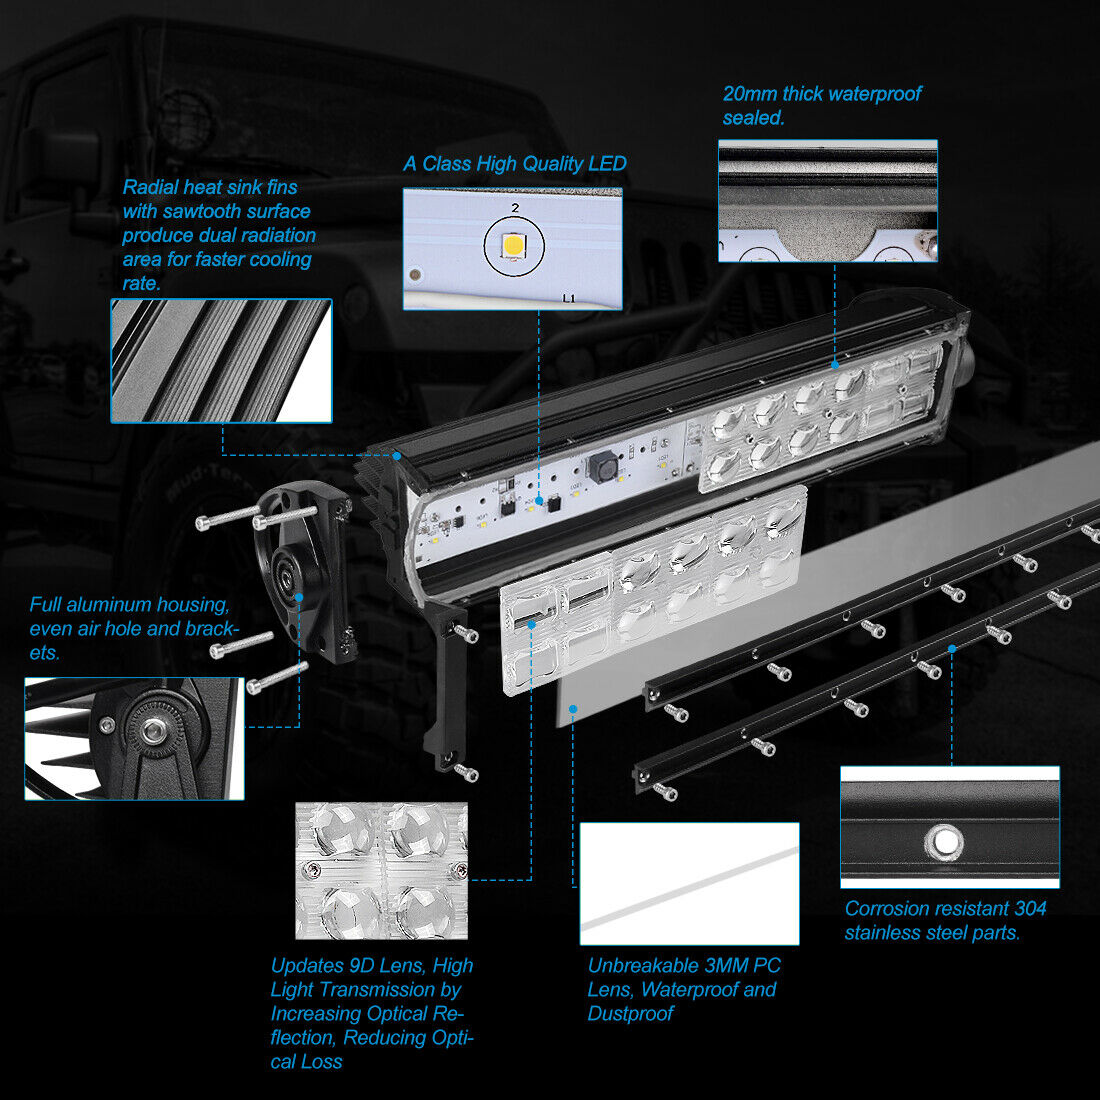 20mm thick waterproof
sealed.
A Class High Quality LED
Radial heat sink fins
with sawtooth surface
produce dual radiation
area for faster cooling
rate.
2
L1
Full aluminum housing,
even air hole and brack-
ets.
Updates 9D Lens, High
Light Transmission by
Increasing Optical Re-
flection, Reducing Opti-
cal Loss
Unbreakable 3MM PC
Lens, Waterproof and
Dustproof
Corrosion resistant 304
stainless steel parts.